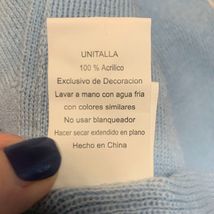 UNITALLA
100 % Acrílico
Exclusivo de Decoracion
Lavar a mano con agua fria
con colores similares
No usar blanqueador
Hacer secar extendido en plano
Hecho en China